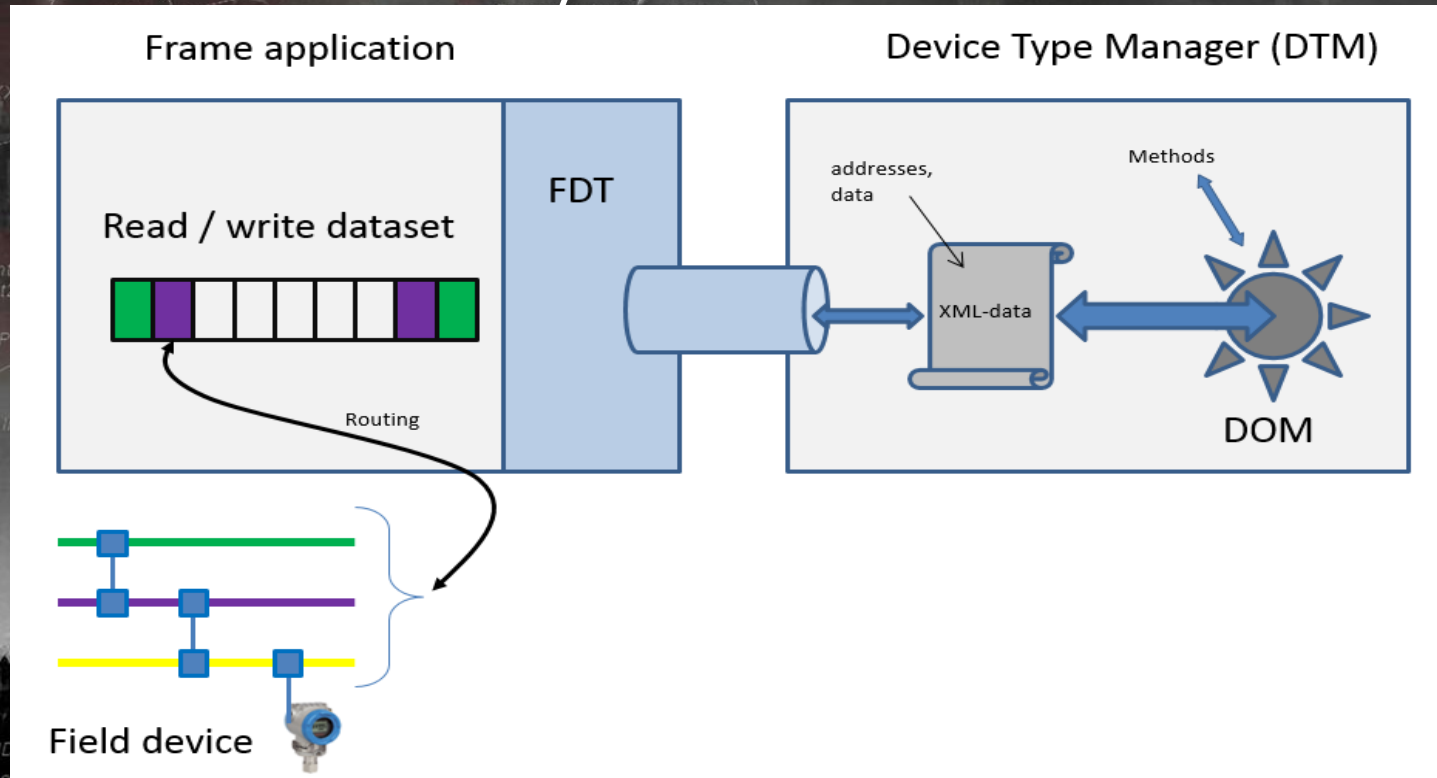 Frame application
Device Type Manager (DTM)
FDT
Read / write dataset
addresses,
data
Methods
XML-data
Routing
DOM
Field device